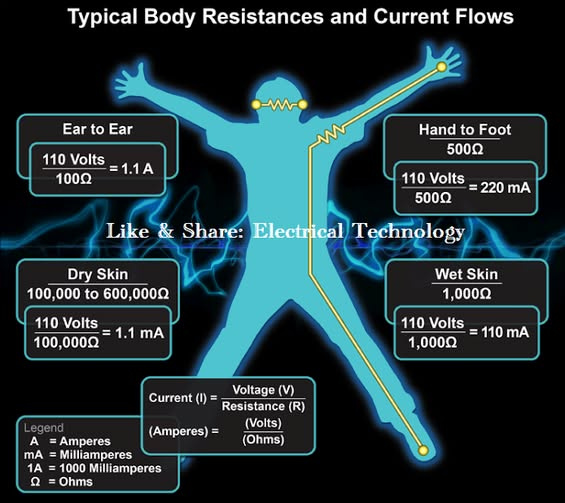 Typical Body Resistances and Current Flows
Ear to Ear
110 Volts
100Ω
= 1.1 A
Hand to Foot
500Ω
110 Volts
500Ω
= 220 mA
Like & Share: Electrical Technology
Dry Skin
100,000 to 600,000Ω
110 Volts
100,000Ω
= 1.1 mA
Wet Skin
1,000Ω
110 Volts
1,000Ω
= 110 mA
Current (I) =
Voltage (V)
Resistance (R)
(Amperes) =
(Volts)
(Ohms)
Legend
A = Amperes
mA = Milliamperes
1A = 1000 Milliamperes
Ω = Ohms